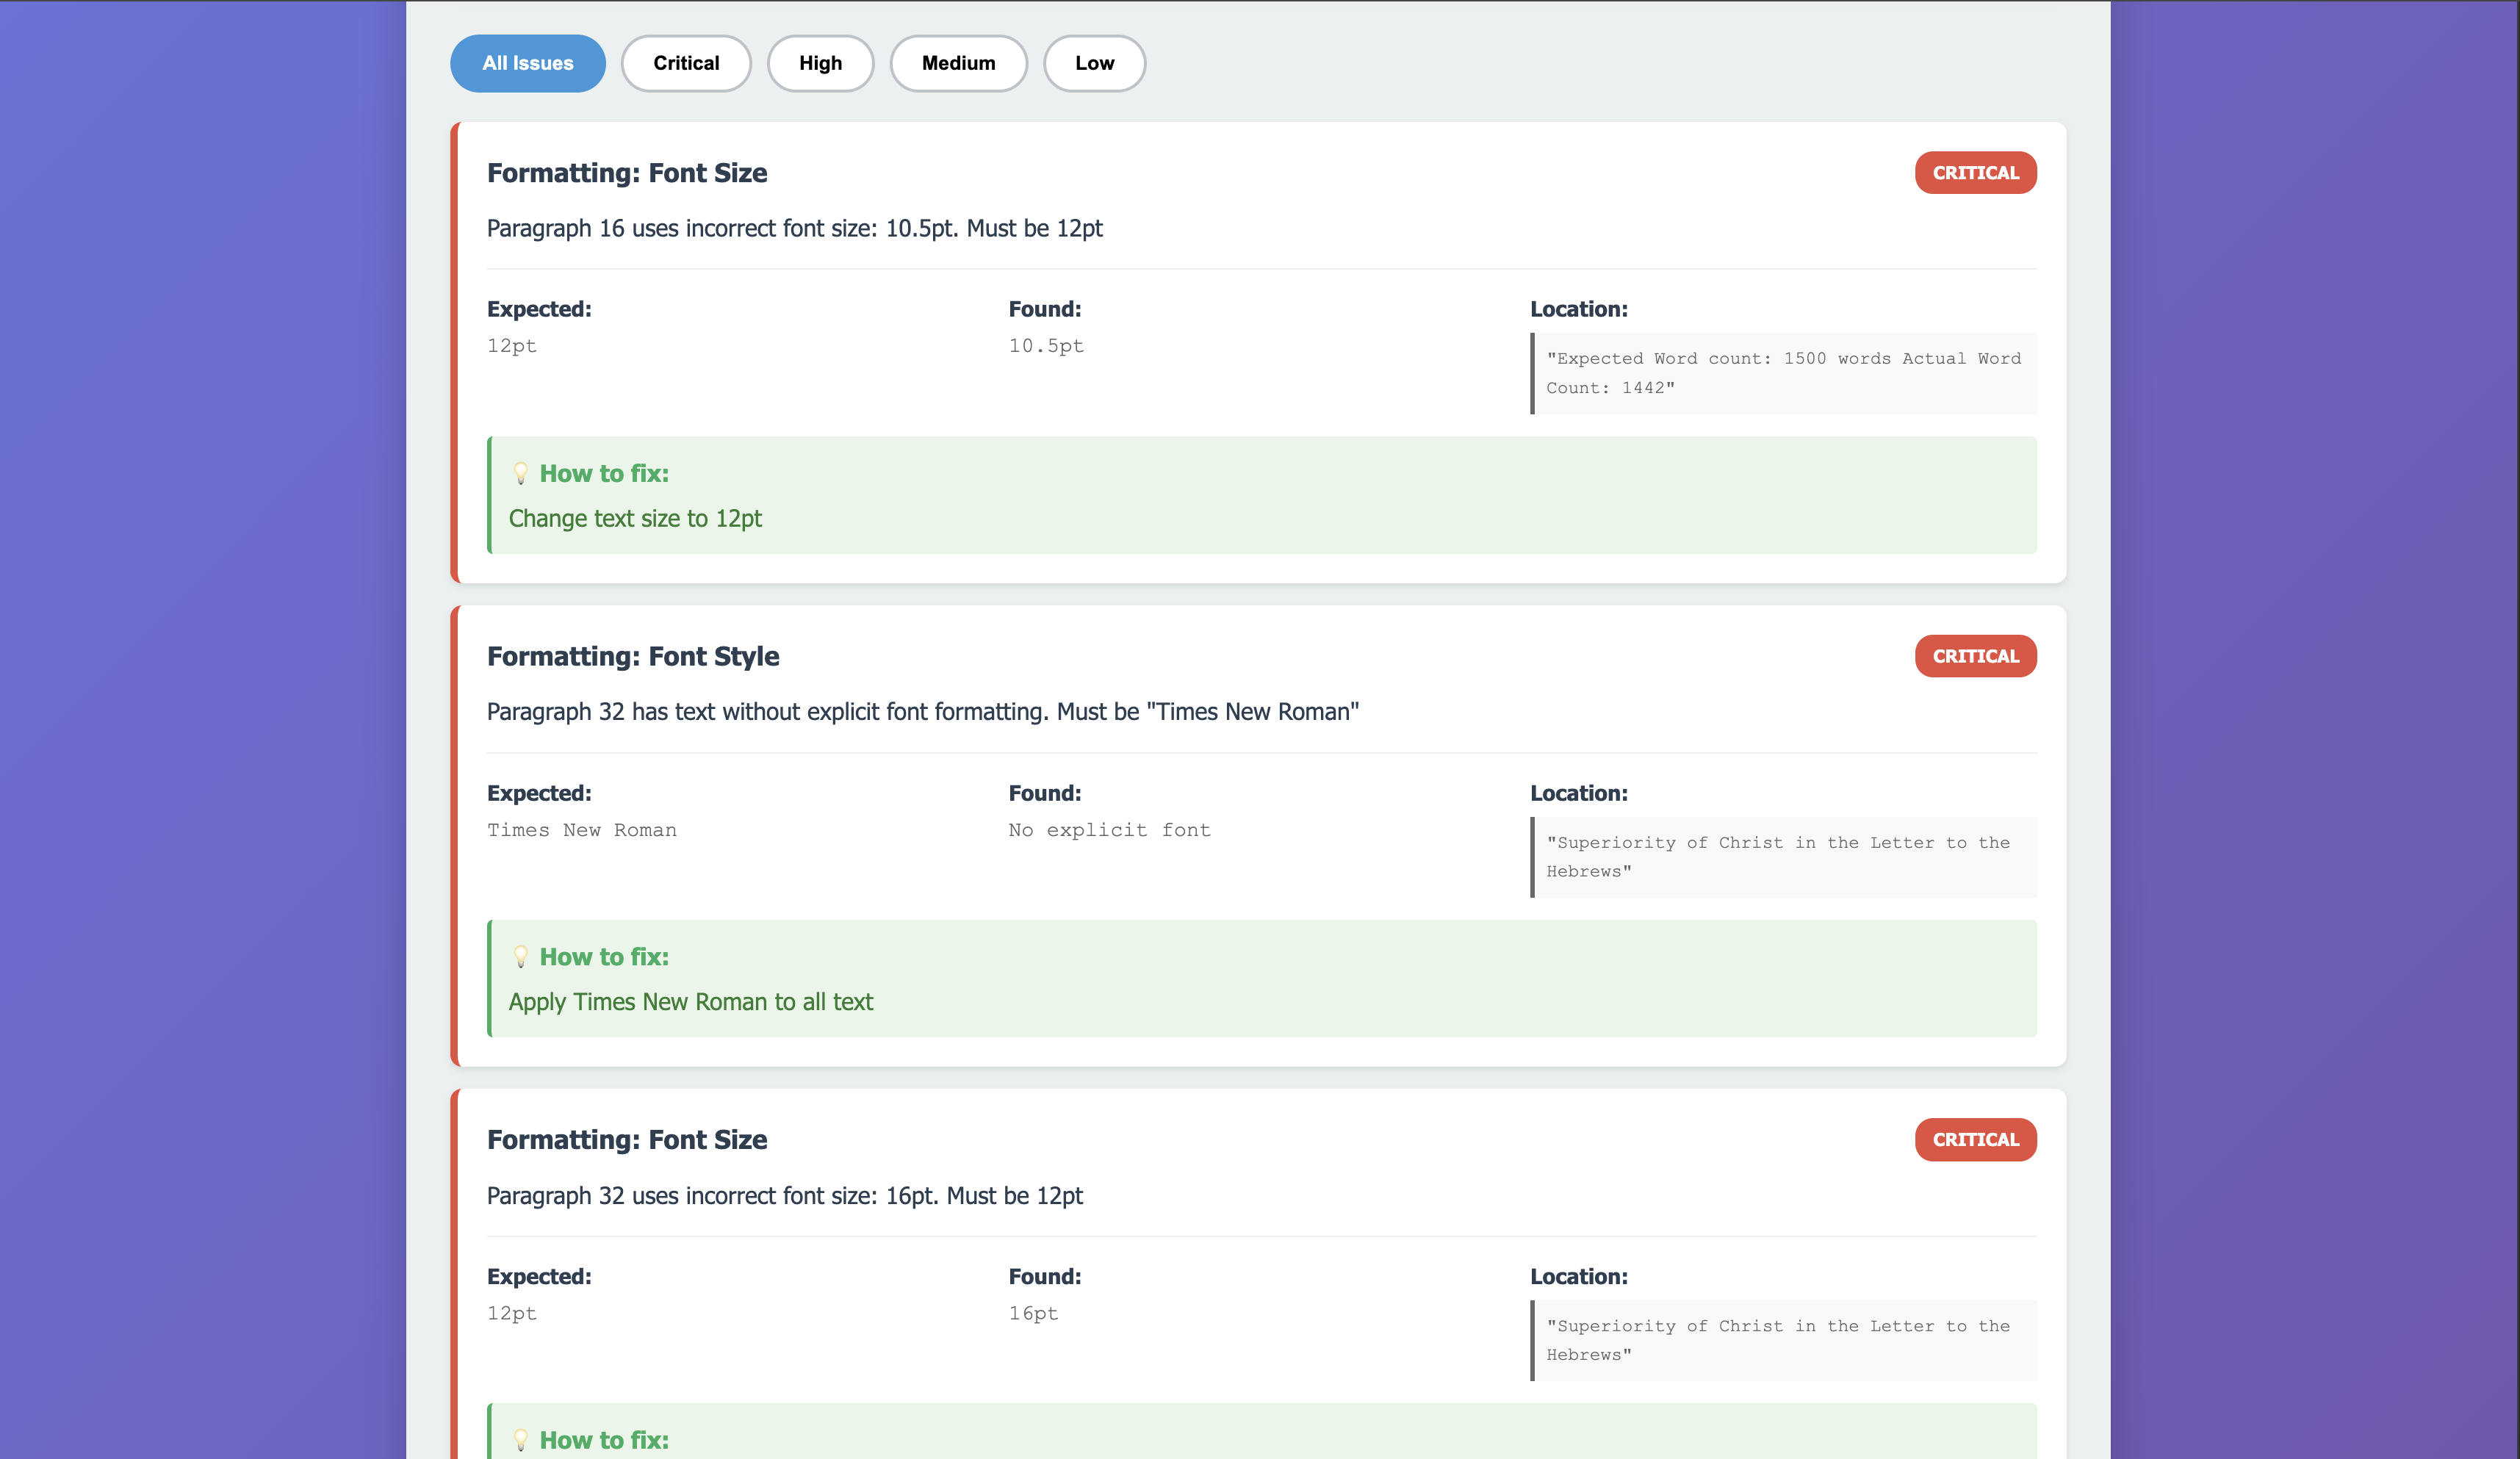 All Issues
Critical
High
Medium
Low
Formatting: Font Size
CRITICAL
Paragraph 16 uses incorrect font size: 10.5pt. Must be 12pt
Expected:
12pt
Found:
10.5pt
Location:
"Expected Word count: 1500 words Actual Word
Count: 1442"
💡 How to fix:
Change text size to 12pt
Formatting: Font Style
CRITICAL
Paragraph 32 has text without explicit font formatting. Must be "Times New Roman"
Expected:
Times New Roman
Found:
No explicit font
Location:
"Superiority of Christ in the Letter to the
Hebrews"
💡 How to fix:
Apply Times New Roman to all text
Formatting: Font Size
CRITICAL
Paragraph 32 uses incorrect font size: 16pt. Must be 12pt
Expected:
12pt
Found:
16pt
Location:
"Superiority of Christ in the Letter to the
Hebrews"
💡 How to fix: